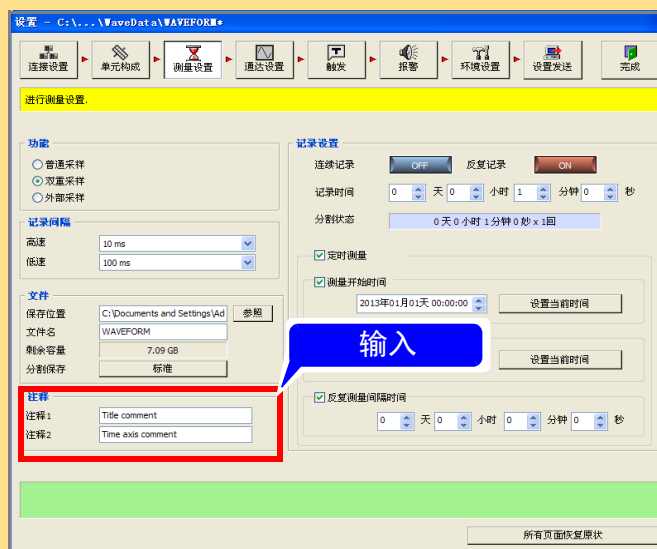 设置 - C:\...\WaveData\WAVEFORM*
连接设置 单元构成 测量设置 通达设置 触发 报警 环境设置 设置发送 完成
进行测量设置.
功能
普通采样
双重采样
外部采样
记录间隔
高速 10 ms
低速 100 ms
文件
保存位置 C:\Documents and Settings\Ad 参照
文件名 WAVEFORM
剩余容量 7.09 GB
分割保存 标准
注释
注释1 Title comment
注释2 Time axis comment
记录设置
连续记录 OFF 反复记录 ON
记录时间 0 天 0 小时 1 分钟 0 秒
分割状态 0天0小时1分钟0妙x1回
定时测量
测量开始时间
2013年01月01天 00:00:00 设置当前时间
输入
设置当前时间
反复测量间隔时间
0 天 0 小时 0 分钟 0 秒
所有页面恢复原状